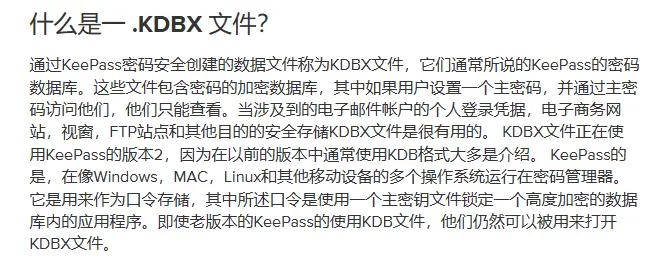 什么是一 .KDBX 文件?
通过KeePass密码安全创建的数据文件称为KDBX文件，它们通常所说的KeePass的密码
数据库。这些文件包含密码的加密数据库，其中如果用户设置一个主密码，并通过主密
码访问他们，他们只能查看。当涉及到的电子邮件帐户的个人登录凭据，电子商务网
站，视窗，FTP站点和其他目的的安全存储KDBX文件是很有用的。 KDBX文件正在使
用KeePass的版本2，因为在以前的版本中通常使用KDB格式大多是介绍。 KeePass的
是，在像Windows，MAC，Linux和其他移动设备的多个操作系统运行在密码管理器。
它是用来作为口令存储，其中所述口令是使用一个主密钥文件锁定一个高度加密的数据
库内的应用程序。即使老版本的KeePass的使用KDB文件，他们仍然可以被用来打开
KDBX文件。